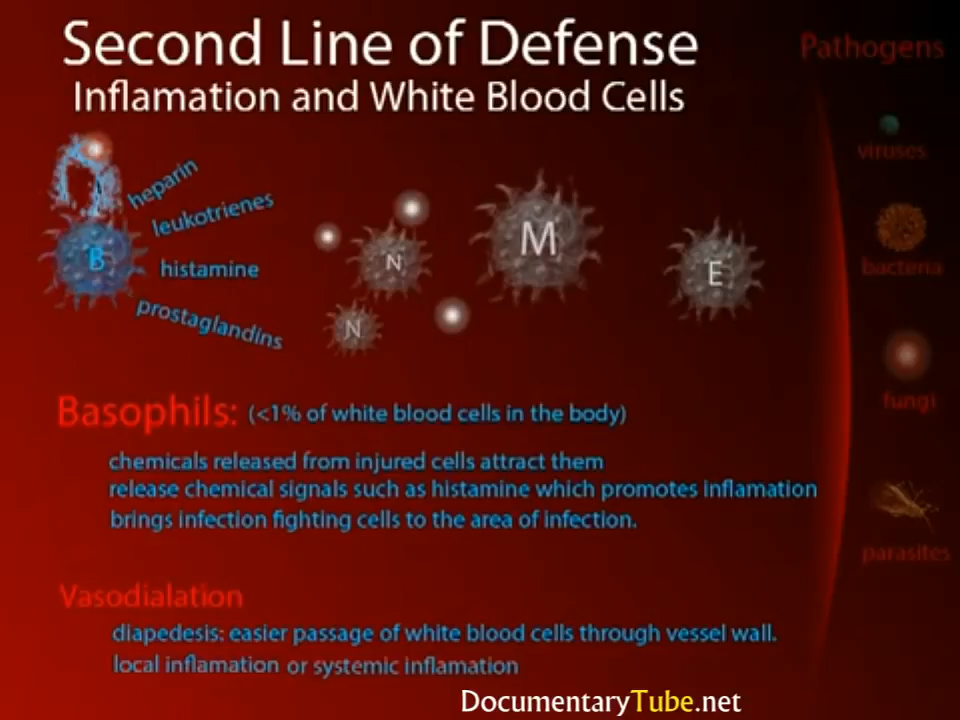 Second Line of Defense
Inflamation and White Blood Cells
Pathogens
viruses
bacteria
fungi
parasites
heparin
leukotrienes
histamine
prostaglandins
B
N
N
M
E
Basophils: (<1% of white blood cells in the body)
chemicals released from injured cells attract them
release chemical signals such as histamine which promotes inflamation
brings infection fighting cells to the area of infection.
Vasodialation
diapedesis: easier passage of white blood cells through vessel wall.
local inflamation or systemic inflamation
DocumentaryTube.net